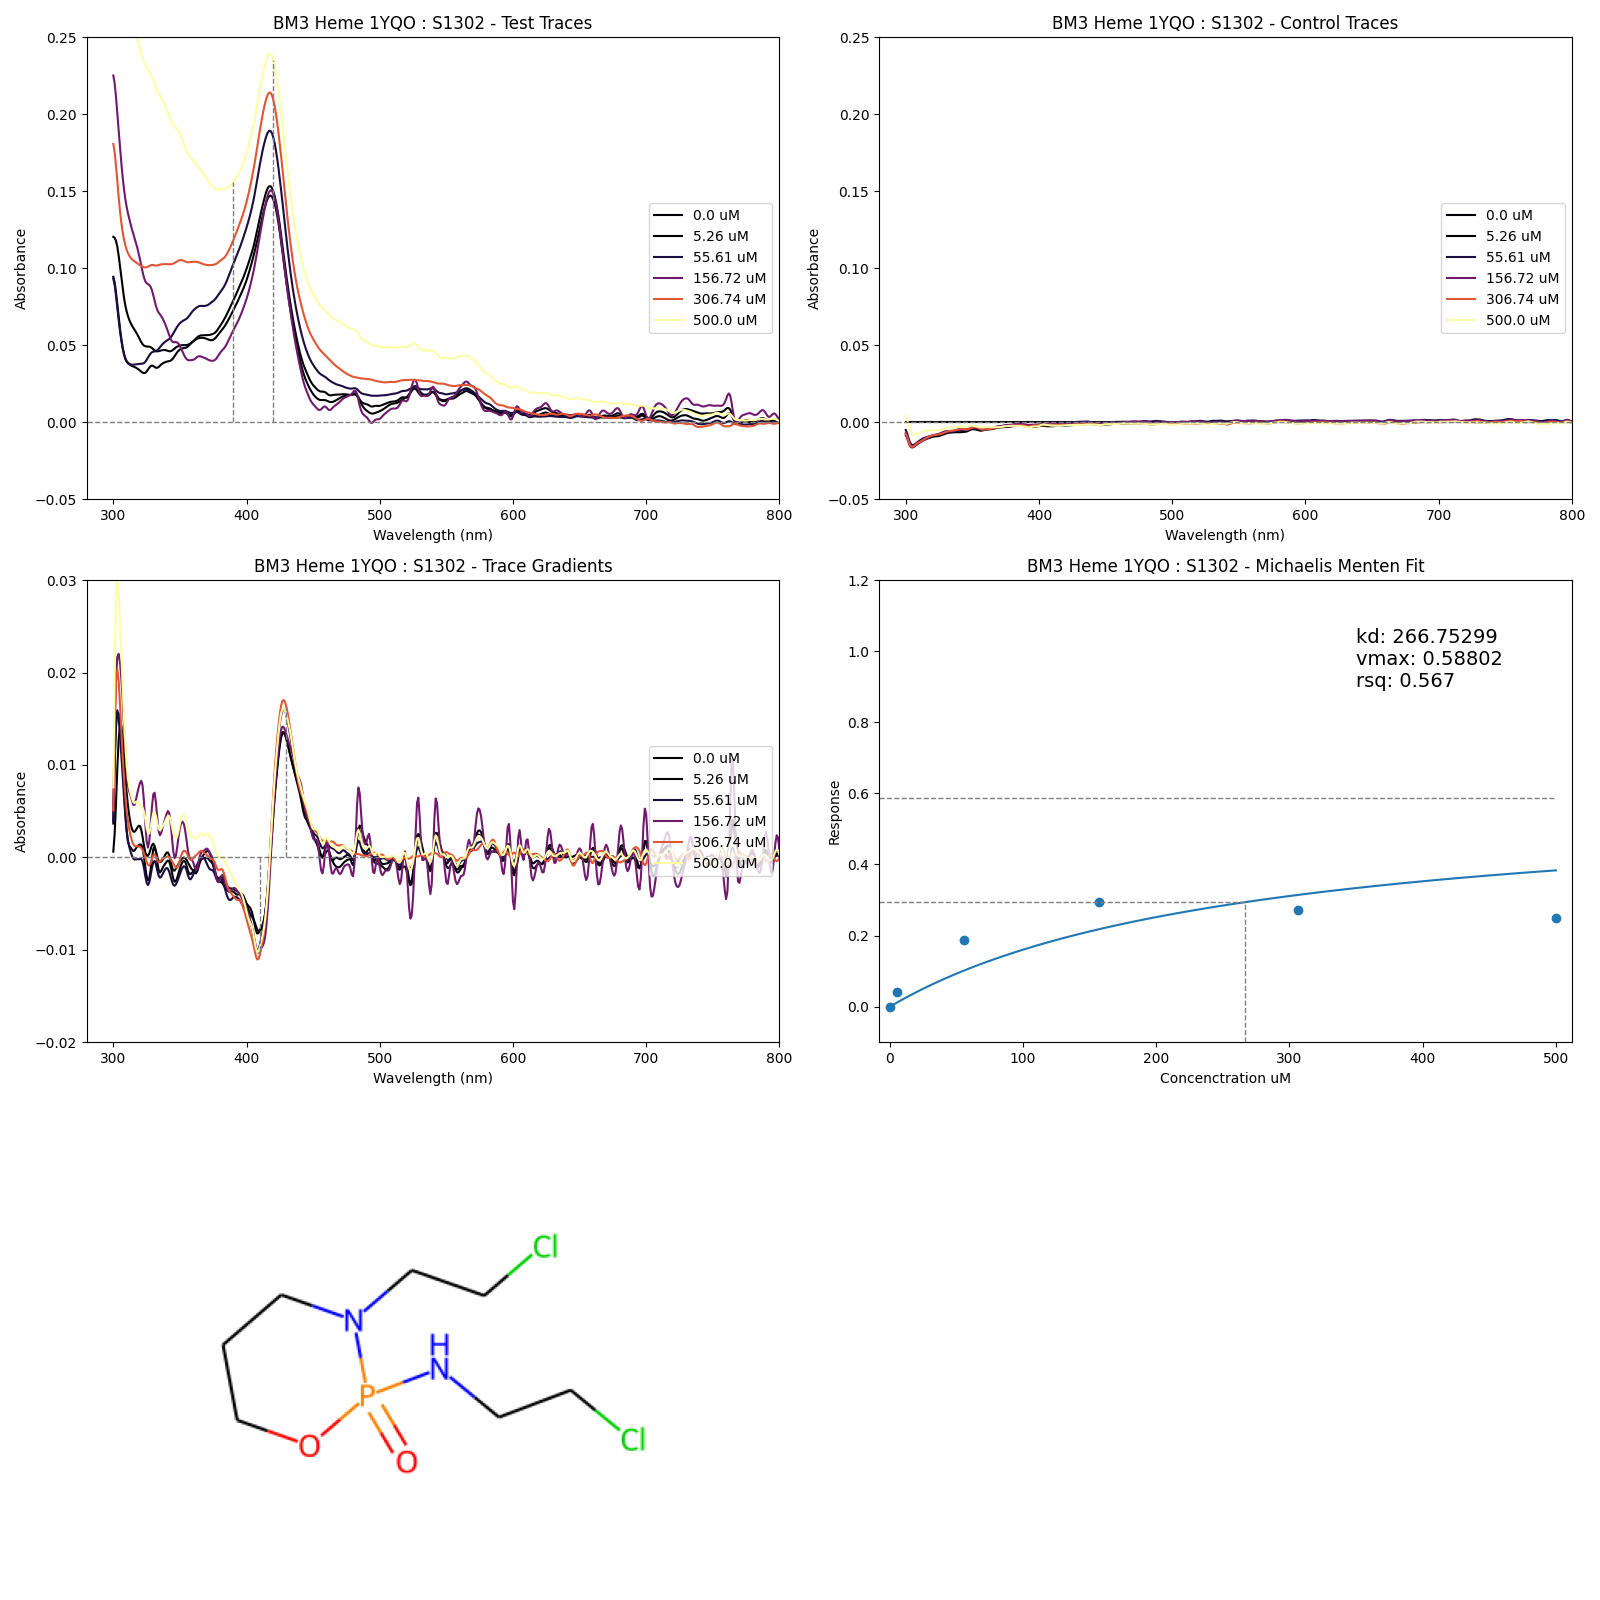 BM3 Heme 1YQO : S1302 - Test Traces
0.25
0.20
0.15
0.10
0.05
0.00
−0.05
Absorbance
300 400 500 600 700 800
Wavelength (nm)
0.0 uM
5.26 uM
55.61 uM
156.72 uM
306.74 uM
500.0 uM
BM3 Heme 1YQO : S1302 - Control Traces
0.25
0.20
0.15
0.10
0.05
0.00
−0.05
Absorbance
300 400 500 600 700 800
Wavelength (nm)
0.0 uM
5.26 uM
55.61 uM
156.72 uM
306.74 uM
500.0 uM
BM3 Heme 1YQO : S1302 - Trace Gradients
0.03
0.02
0.01
0.00
−0.01
−0.02
Absorbance
300 400 500 600 700 800
Wavelength (nm)
0.0 uM
5.26 uM
55.61 uM
156.72 uM
306.74 uM
500.0 uM
BM3 Heme 1YQO : S1302 - Michaelis Menten Fit
1.2
1.0
0.8
0.6
0.4
0.2
0.0
Response
kd: 266.75299
vmax: 0.58802
rsq: 0.567
0 100 200 300 400 500
Concenctration uM
Cl
N
H
N
P
O
O
Cl